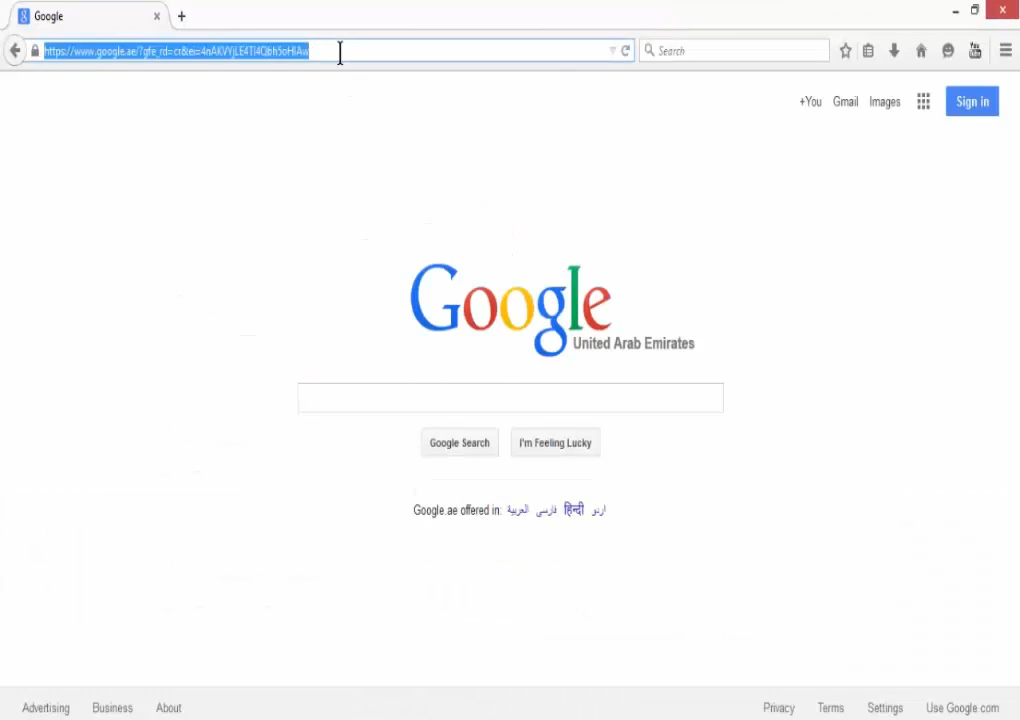 Google
https://www.google.ae/?gfe_rd=cr&ei=
Search
+You Gmail Images Sign in
Google
United Arab Emirates
Google Search I'm Feeling Lucky
Google.ae offered in: العربية فارسی हिन्दी اردو
Advertising Business About Privacy Terms Settings Use Google.com